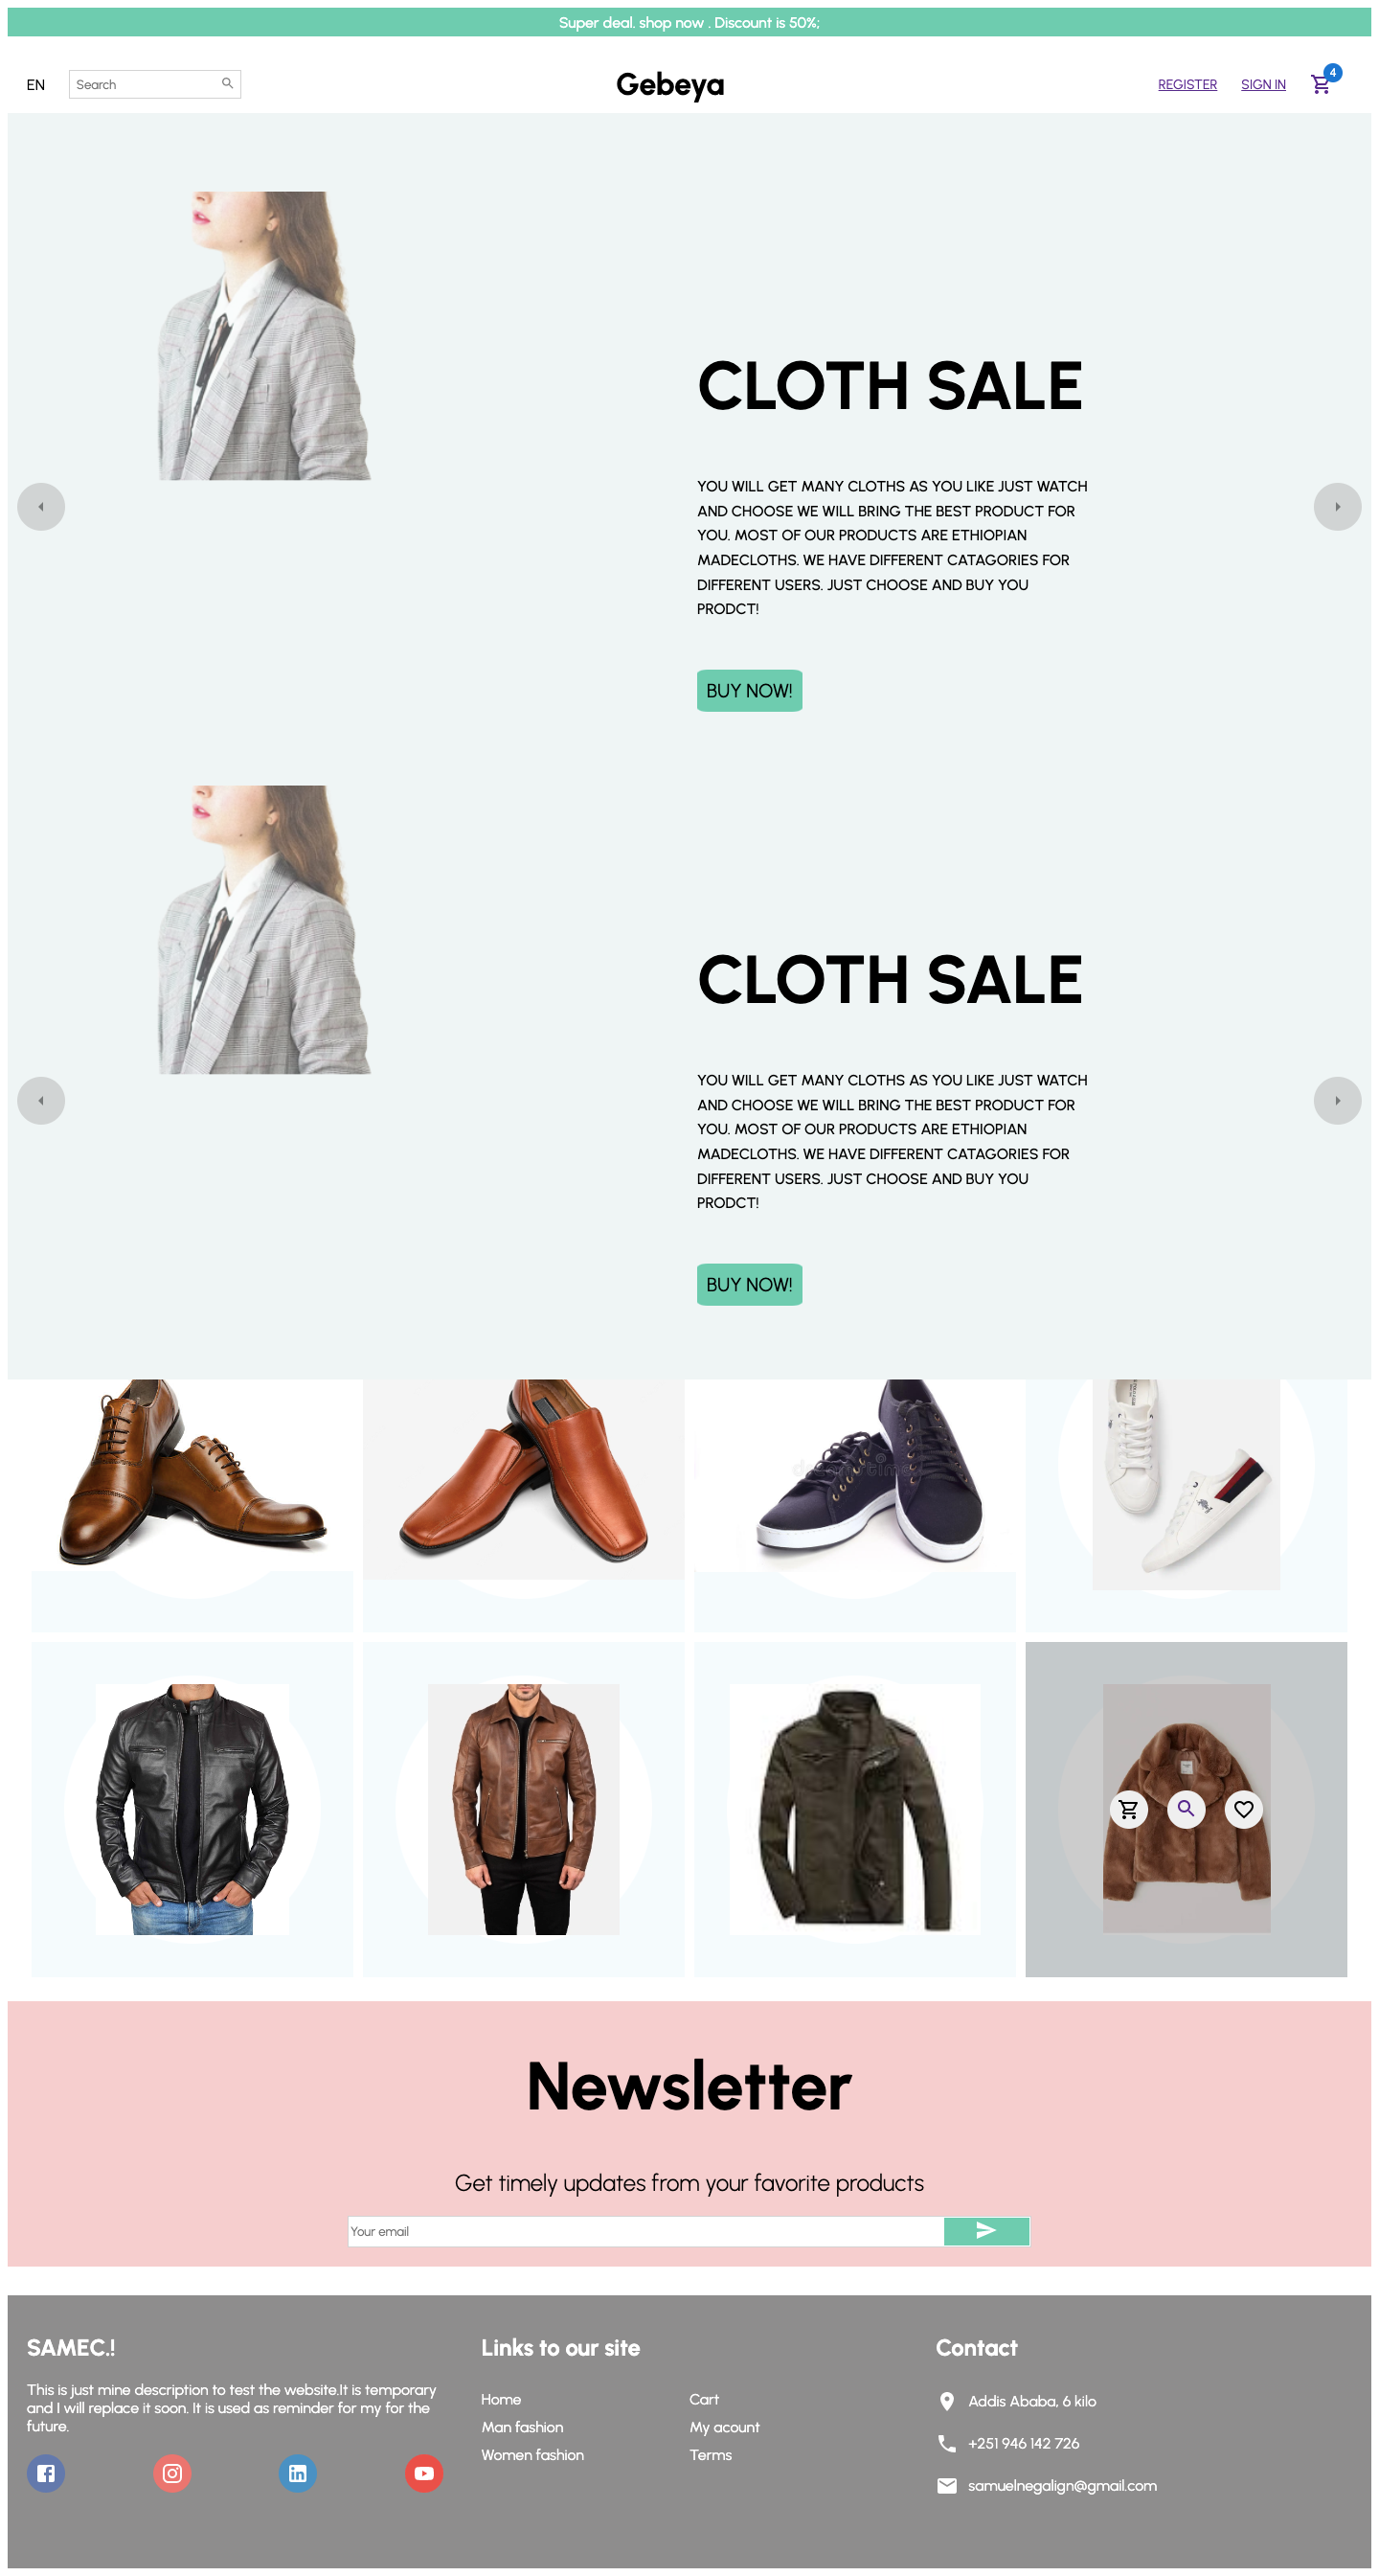 Super deal. shop now . Discount is 50%;
EN
Search
Gebeya
REGISTER
SIGN IN
4
CLOTH SALE
YOU WILL GET MANY CLOTHS AS YOU LIKE JUST WATCH
AND CHOOSE WE WILL BRING THE BEST PRODUCT FOR
YOU. MOST OF OUR PRODUCTS ARE ETHIOPIAN
MADECLOTHS. WE HAVE DIFFERENT CATAGORIES FOR
DIFFERENT USERS. JUST CHOOSE AND BUY YOU
PRODCT!
BUY NOW!
CLOTH SALE
YOU WILL GET MANY CLOTHS AS YOU LIKE JUST WATCH
AND CHOOSE WE WILL BRING THE BEST PRODUCT FOR
YOU. MOST OF OUR PRODUCTS ARE ETHIOPIAN
MADECLOTHS. WE HAVE DIFFERENT CATAGORIES FOR
DIFFERENT USERS. JUST CHOOSE AND BUY YOU
PRODCT!
BUY NOW!
Newsletter
Get timely updates from your favorite products
Your email
SAMEC.!
This is just mine description to test the website.It is temporary
and I will replace it soon. It is used as reminder for my for the
future.
Links to our site
Home
Cart
Man fashion
My acount
Women fashion
Terms
Contact
Addis Ababa, 6 kilo
+251 946 142 726
samuelnegalign@gmail.com